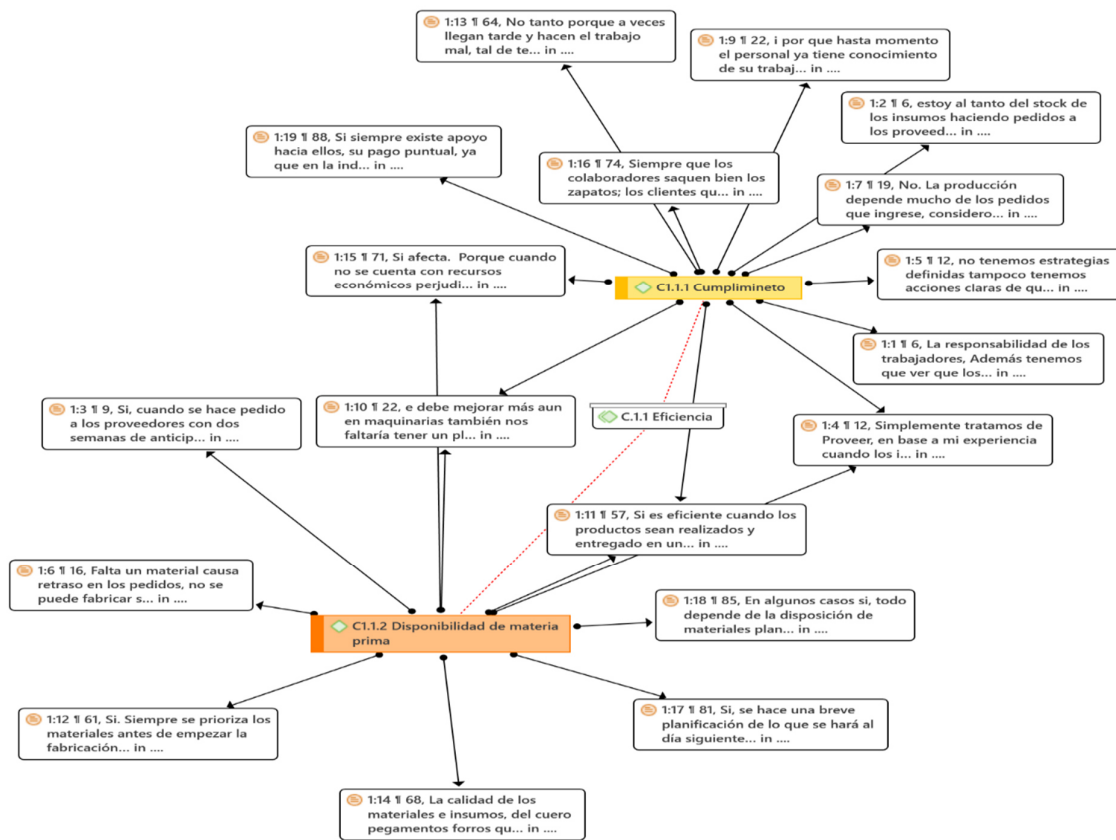 1:13 ¶ 64, No tanto porque a veces
llegan tarde y hacen el trabajo
mal, tal de te... in ....
1:9 ¶ 22, i por que hasta momento
el personal ya tiene conocimiento
de su trabaj... in ....
1:2 ¶ 6, estoy al tanto del stock de
los insumos haciendo pedidos a
los proveed... in ....
1:19 ¶ 88, Si siempre existe apoyo
hacia ellos, su pago puntual, ya
que en la ind... in ....
1:16 ¶ 74, Siempre que los
colaboradores saquen bien los
zapatos; los clientes qu... in ....
1:7 ¶ 19, No. La producción
depende mucho de los pedidos
que ingrese, considero... in ....
1:15 ¶ 71, Si afecta. Porque cuando
no se cuenta con recursos
económicos perjudi... in ....
C1.1.1 Cumplimineto
1:5 ¶ 12, no tenemos estrategias
definidas tampoco tenemos
acciones claras de qu... in ....
1:1 ¶ 6, La responsabilidad de los
trabajadores, Además tenemos
que ver que los... in ....
1:3 ¶ 9, Si, cuando se hace pedido
a los proveedores con dos
semanas de anticip... in ....
1:10 ¶ 22, e debe mejorar más aun
en maquinarias también nos
faltaría tener un pl... in ....
C.1.1 Eficiencia
1:4 ¶ 12, Simplemente tratamos de
Proveer, en base a mi experiencia
cuando los i... in ....
1:11 ¶ 57, Si es eficiente cuando los
productos sean realizados y
entregado en un... in ....
1:6 ¶ 16, Falta un material causa
retraso en los pedidos, no se
puede fabricar s... in ....
C1.1.2 Disponibilidad de materia
prima
1:18 ¶ 85, En algunos casos si, todo
depende de la disposición de
materiales plan... in ....
1:12 ¶ 61, Si. Siempre se prioriza los
materiales antes de empezar la
fabricación... in ....
1:17 ¶ 81, Si, se hace una breve
planificación de lo que se hará al
día siguiente... in ....
1:14 ¶ 68, La calidad de los
materiales e insumos, del cuero
pegamentos forros qu... in ....